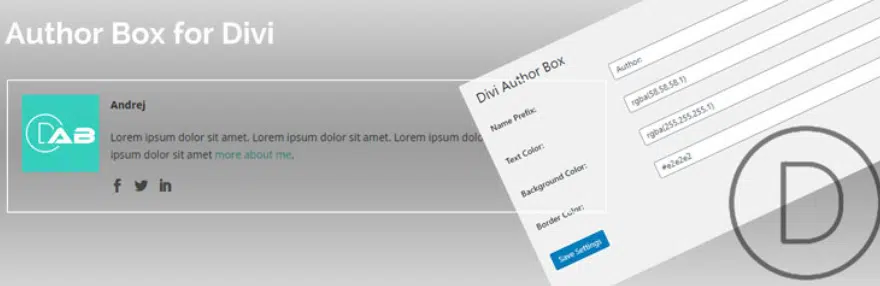 Author Box for Divi
DAB
Andrej
Lorem ipsum dolor sit amet. Lorem ipsum dolor sit amet. Lorem ipsum dolor sit
ipsum dolor sit amet more about me.
Divi Author Box
Name Prefix:
Author:
Text Color:
rgba(58,58,58,1)
Background Color:
rgba(255,255,255,1)
Border Color:
#e2e2e2
Save Settings
D